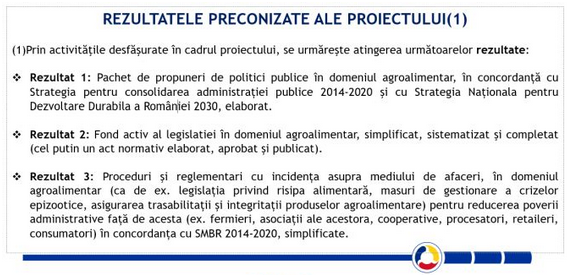 REZULTATELE PRECONIZATE ALE PROIECTULUI(1)
(1)Prin activitățile desfășurate în cadrul proiectului, se urmărește atingerea următoarelor rezultate:
❖ Rezultat 1: Pachet de propuneri de politici publice în domeniul agroalimentar, în concordanță cu
Strategia pentru consolidarea administrației publice 2014-2020 și cu Strategia Naționala pentru
Dezvoltare Durabila a României 2030, elaborat.
❖ Rezultat 2: Fond activ al legislatiei în domeniul agroalimentar, simplificat, sistematizat și completat
(cel putin un act normativ elaborat, aprobat și publicat).
❖ Rezultat 3: Proceduri și reglementari cu incidența asupra mediului de afaceri, în domeniul
agroalimentar (ca de ex. legislația privind risipa alimentară, masuri de gestionare a crizelor
epizootice, asigurarea trasabilității și integrității produselor agroalimentare) pentru reducerea poverii
administrative față de acesta (ex. fermieri, asociații ale acestora, cooperative, procesatori, retaileri,
consumatori) în concordanța cu SMBR 2014-2020, simplificate.